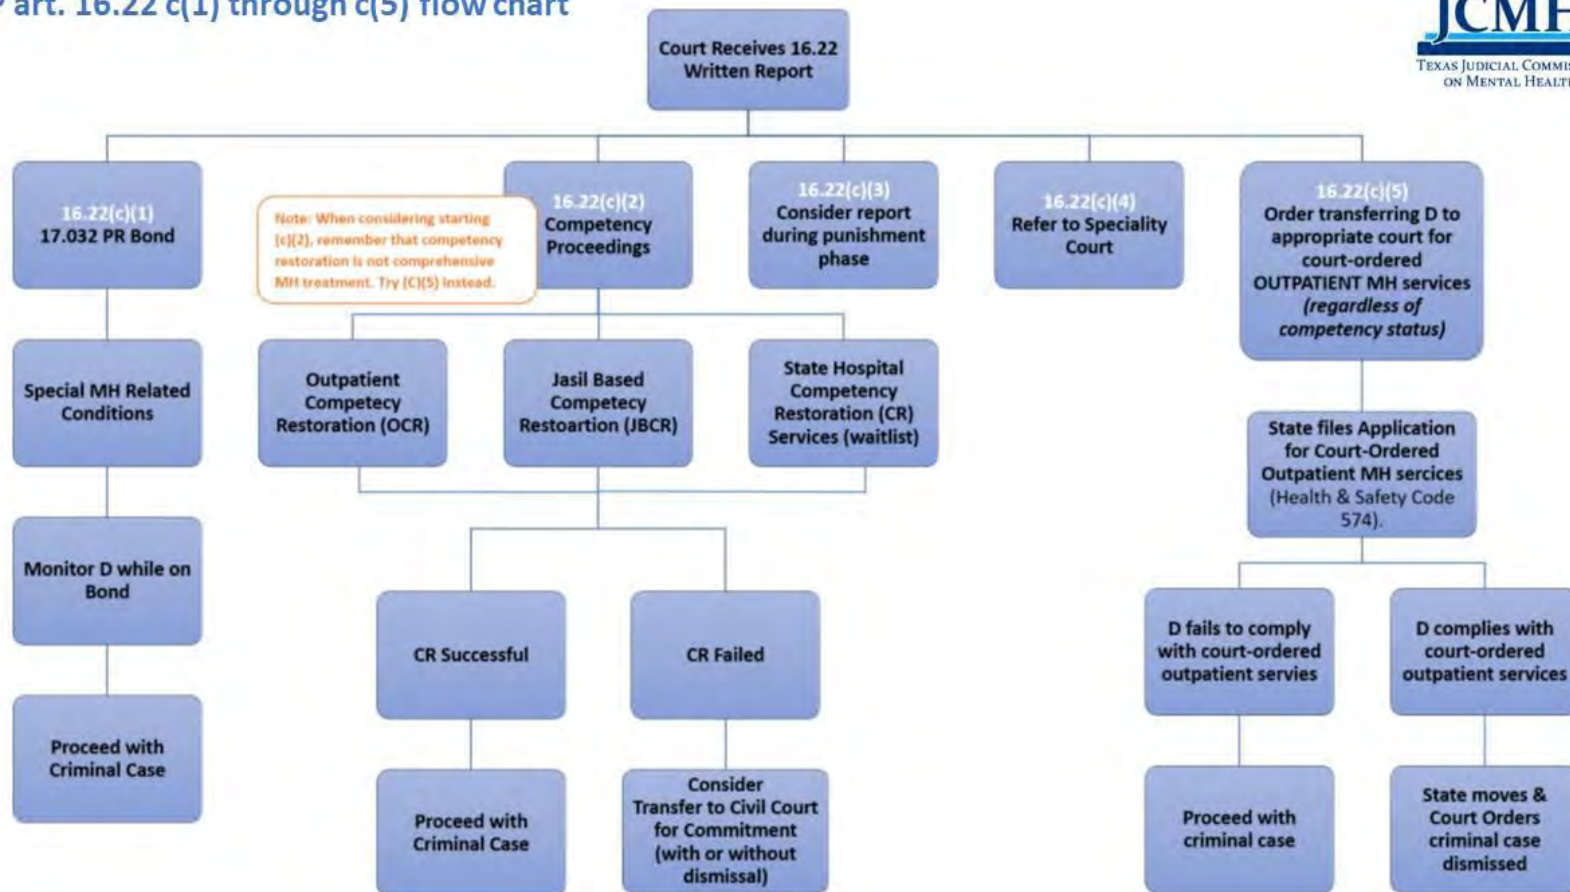 art. 16.22 c(1) through c(5) flow chart
JCMH
TEXAS JUDICIAL
ON MENTAL
Court Receives 16.22
Written Report
16.22(c)(1)
17.032 PR Bond
Note: When considering starting
(c)(2), remember that competency
restoration is not comprehensive
MH treatment. Try (C)(5) instead.
16.22(c)(2)
Competency
Proceedings
16.22(c)(3)
Consider report
during punishment
phase
16.22(c)(4)
Refer to Speciality
Court
16.22(c)(5)
Order transferring D to
appropriate court for
court-ordered
OUTPATIENT MH services
(regardless of
competency status)
Special MH Related
Conditions
Outpatient
Competecy
Restoration (OCR)
Jasil Based
Competecy
Restoartion (JBCR)
State Hospital
Competency
Restoration (CR)
Services (waitlist)
State files Application
for Court-Ordered
Outpatient MH sercices
(Health & Safety Code
574).
Monitor D while on
Bond
CR Successful
CR Failed
D fails to comply
with court-ordered
outpatient servies
D complies with
court-ordered
outpatient services
Proceed with
Criminal Case
Proceed with
Criminal Case
Consider
Transfer to Civil Court
for Commitment
(with or without
dismissal)
Proceed with
criminal case
State moves &
Court Orders
criminal case
dismissed